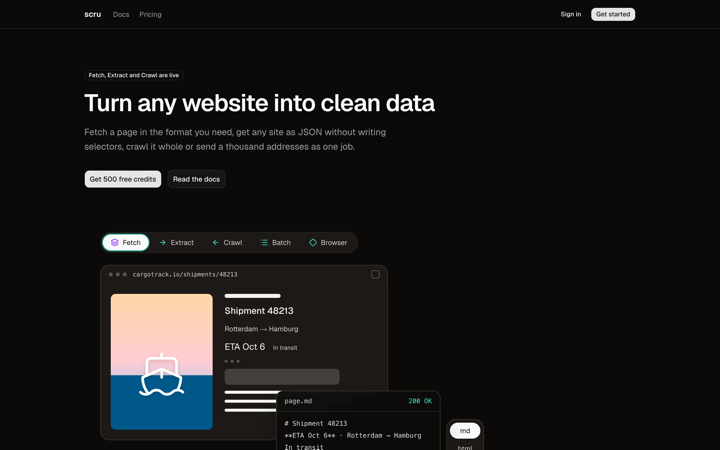 scru Docs Pricing Sign in Get started
Fetch, Extract and Crawl are live
Turn any website into clean data
Fetch a page in the format you need, get any site as JSON without writing
selectors, crawl it whole or send a thousand addresses as one job.
Get 500 free credits Read the docs
Fetch Extract Crawl Batch Browser
cargotrack.io/shipments/48213
Shipment 48213
Rotterdam → Hamburg
ETA Oct 6 In transit
page.md 200 OK
# Shipment 48213
**ETA Oct 6** · Rotterdam → Hamburg
In transit
md
html